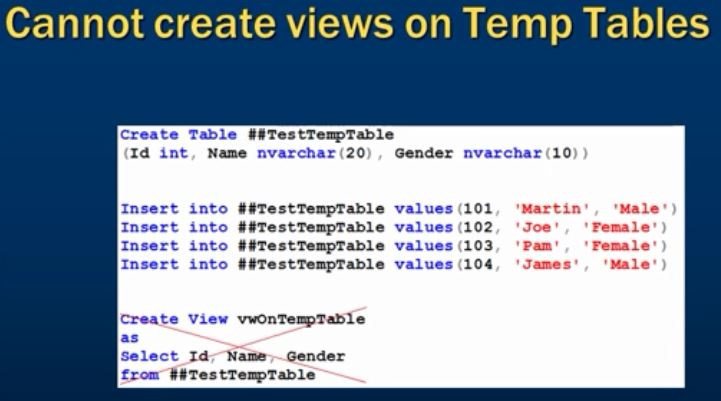 Cannot create views on Temp Tables
Create Table ##TestTempTable
(Id int, Name nvarchar(20), Gender nvarchar(10))
Insert into ##TestTempTable values(101, 'Martin', 'Male')
Insert into ##TestTempTable values(102, 'Joe', 'Female')
Insert into ##TestTempTable values(103, 'Pam', 'Female')
Insert into ##TestTempTable values(104, 'James', 'Male')
Create View vwOnTempTable
as
Select Id, Name, Gender
from ##TestTempTable